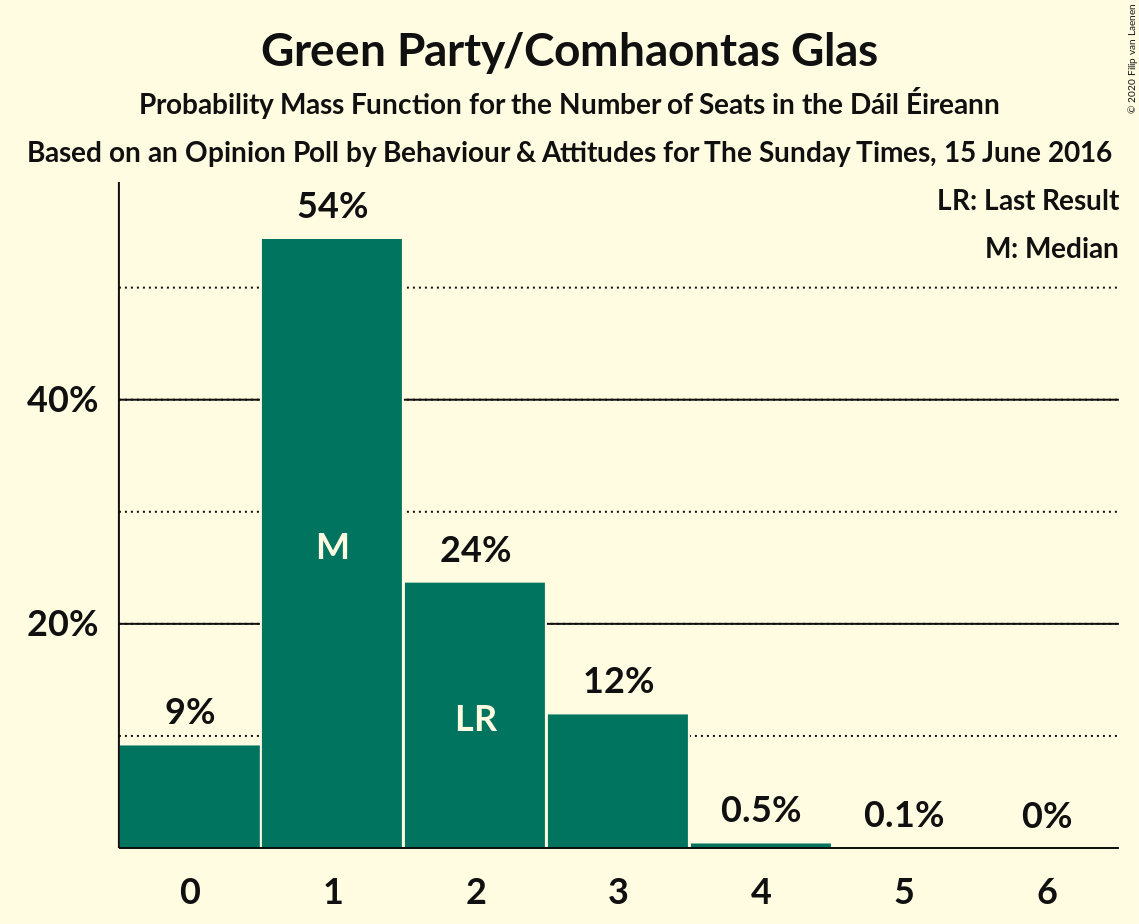 Green Party/Comhaontas Glas
Probability Mass Function for the Number of Seats in the Dáil Éireann
Based on an Opinion Poll by Behaviour & Attitudes for The Sunday Times, 15 June 2016
© 2020 Filip van Laenen
LR: Last Result
M: Median
54%
40%
M
24%
20%
12%
LR
9%
0.5%
0.1%
0%
0 1 2 3 4 5 6